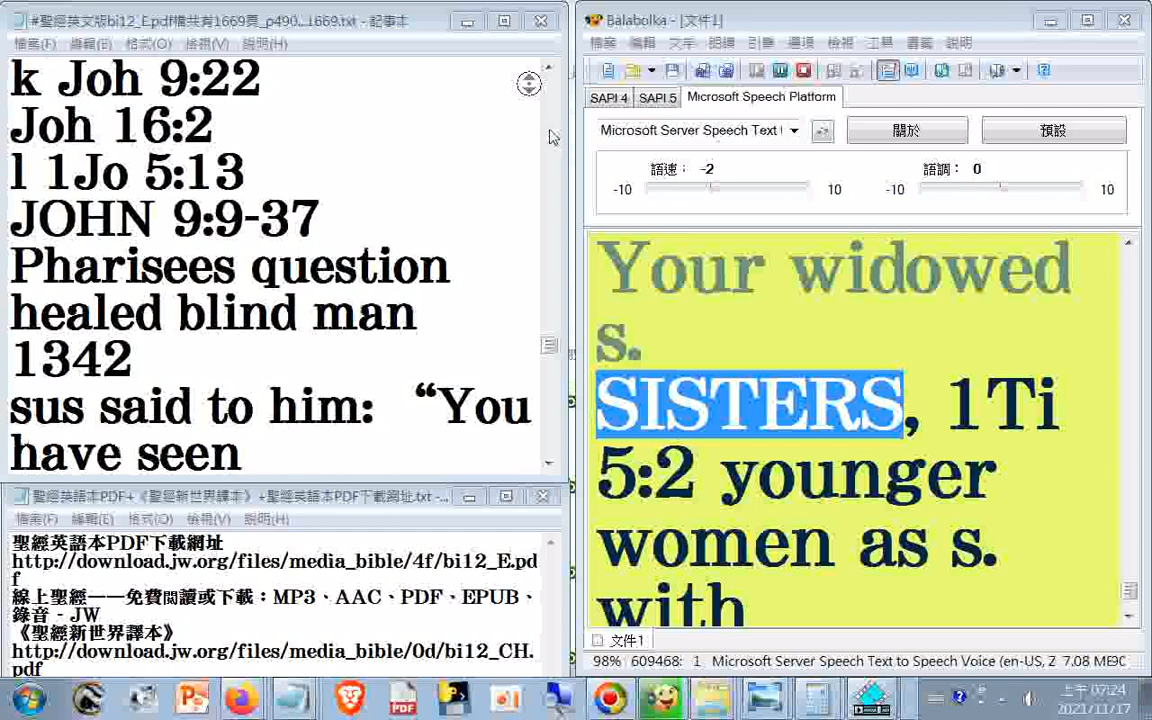 #聖經英文版bi12_E.pdf檔共有1669頁_p490...1669.txt - 記事本
檔案(F) 編輯(E) 格式(O) 檢視(V) 說明(H)
k Joh 9:22
Joh 16:2
l 1Jo 5:13
JOHN 9:9-37
Pharisees question
healed blind man
1342
sus said to him: “You
have seen
聖經英語本PDF+《聖經新世界譯本》+聖經英語本PDF下載網址.txt - ...
檔案(F) 編輯(E) 格式(O) 檢視(V) 說明(H)
聖經英語本PDF下載網址
http://download.jw.org/files/media_bible/4f/bi12_E.pd
f
線上聖經——免費閱讀或下載：MP3、AAC、PDF、EPUB、
錄音 - JW
《聖經新世界譯本》
http://download.jw.org/files/media_bible/0d/bi12_CH.
pdf
Balabolka - [文件1]
檔案 編輯 文字 朗讀 引擎 選項 檢視 工具 書籤 說明
SAPI 4 SAPI 5 Microsoft Speech Platform
Microsoft Server Speech Text 關於 預設
語速： -2 語調： 0
-10 10 -10 10
Your widowed
s.
SISTERS, 1Ti
5:2 younger
women as s.
with
文件1
98% 609468: 1 Microsoft Server Speech Text to Speech Voice (en-US, Z 7.08
PDF
上午 07:24
2021/11/17